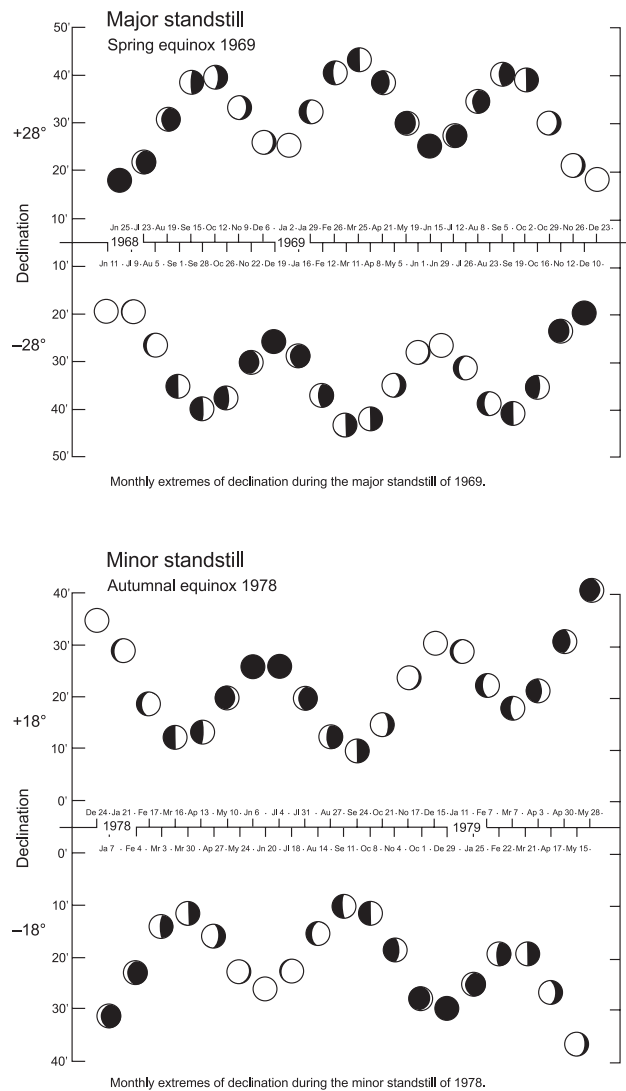 Major standstill
Spring equinox 1969
50'
40'
30'
20'
10'
+28°
Declination
Jn 25 - Jl 23 - Au 19 - Se 15 - Oc 12 - No 9 - De 6 - Ja 2 - Ja 29 - Fe 26 - Mr 25 - Ap 21 - My 19 - Jn 15 - Jl 12 - Au 8 - Se 5 - Oc 2 - Oc 29 - No 26 - De 23 -
1968
1969
Jn 11 - Jl 9 - Au 5 - Se 1 - Se 28 - Oc 26 - No 22 - De 19 - Ja 16 - Fe 12 - Mr 11 - Ap 8 - My 5 - Jn 1 - Jn 29 - Jl 26 - Au 23 - Se 19 - Oc 16 - No 12 - De 10 -
10'
20'
−28°
30'
40'
50'
Monthly extremes of declination during the major standstill of 1969.
Minor standstill
Autumnal equinox 1978
40'
30'
20'
+18°
10'
0'
Declination
De 24 - Ja 21 - Fe 17 - Mr 16 - Ap 13 - My 10 - Jn 6 - Jl 4 - Jl 31 - Au 27 - Se 24 - Oc 21 - No 17 - De 15 - Ja 11 - Fe 7 - Mr 7 - Ap 3 - Ap 30 - My 28 -
1978
1979
Ja 7 - Fe 4 - Mr 3 - Mr 30 - Ap 27 - My 24 - Jn 20 - Jl 18 - Au 14 - Se 11 - Oc 8 - No 4 - Oc 1 - De 29 - Ja 25 - Fe 22 - Mr 21 - Ap 17 - My 15 -
0'
10'
−18°
20'
30'
40'
Monthly extremes of declination during the minor standstill of 1978.